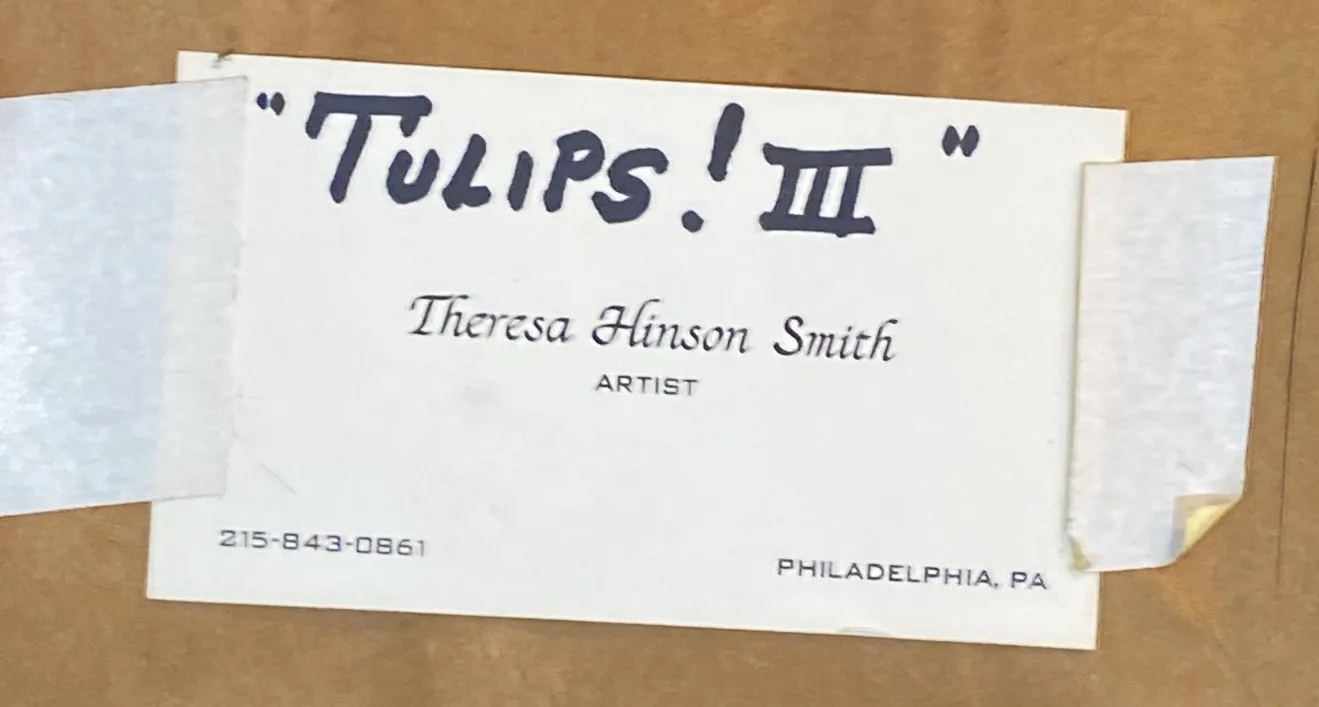 "TULIPS! III"
Theresa Hinson Smith
ARTIST
215-843-0861
PHILADELPHIA, PA